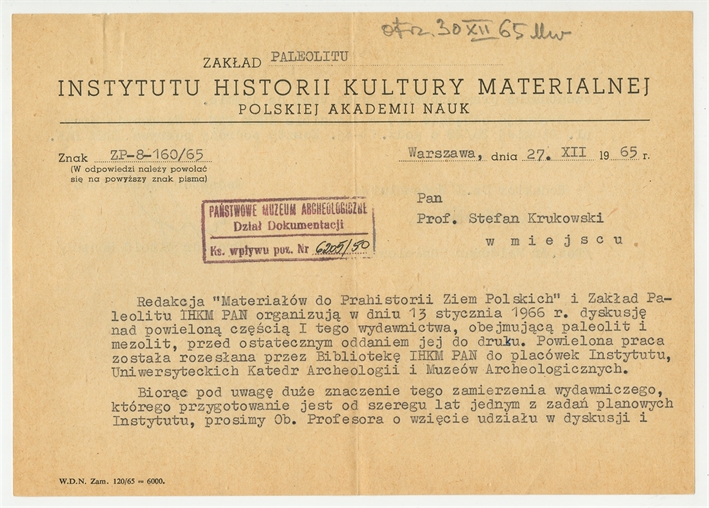 otrz. 30 XII 65 Mw
ZAKŁAD PALEOLITU
INSTYTUTU HISTORII KULTURY MATERIALNEJ
POLSKIEJ AKADEMII NAUK
Znak ZP-8-160/65
(W odpowiedzi należy powołać
się na powyższy znak pisma)
Warszawa, dnia 27. XII 1965 r.
PAŃSTWOWE MUZEUM ARCHEOLOGICZNE
Dział Dokumentacji
Ks. wpływu poz. Nr 6205/50
Pan
Prof. Stefan Krukowski
w miejscu
Redakcja "Materiałów do Prahistorii Ziem Polskich" i Zakład Pa-
leolitu IHKM PAN organizują w dniu 13 stycznia 1966 r. dyskusję
nad powieloną częścią I tego wydawnictwa, obejmującą paleolit i
mezolit, przed ostatecznym oddaniem jej do druku. Powielona praca
została rozesłana przez Bibliotekę IHKM PAN do placówek Instytutu,
Uniwersyteckich Katedr Archeologii i Muzeów Archeologicznych.
Biorąc pod uwagę duże znaczenie tego zamierzenia wydawniczego,
którego przygotowanie jest od szeregu lat jednym z zadań planowych
Instytutu, prosimy Ob. Profesora o wzięcie udziału w dyskusji i
W.D.N. Zam. 120/65 — 6000.